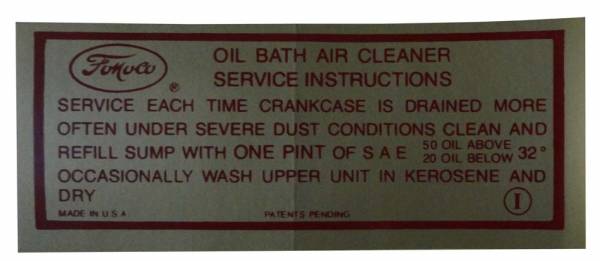 FoMoCo ®
OIL BATH AIR CLEANER
SERVICE INSTRUCTIONS
SERVICE EACH TIME CRANKCASE IS DRAINED MORE
OFTEN UNDER SEVERE DUST CONDITIONS CLEAN AND
REFILL SUMP WITH ONE PINT OF S A E 50 OIL ABOVE 20 OIL BELOW 32°
OCCASIONALLY WASH UPPER UNIT IN KEROSENE AND
DRY
I
MADE IN U.S.A. PATENTS PENDING